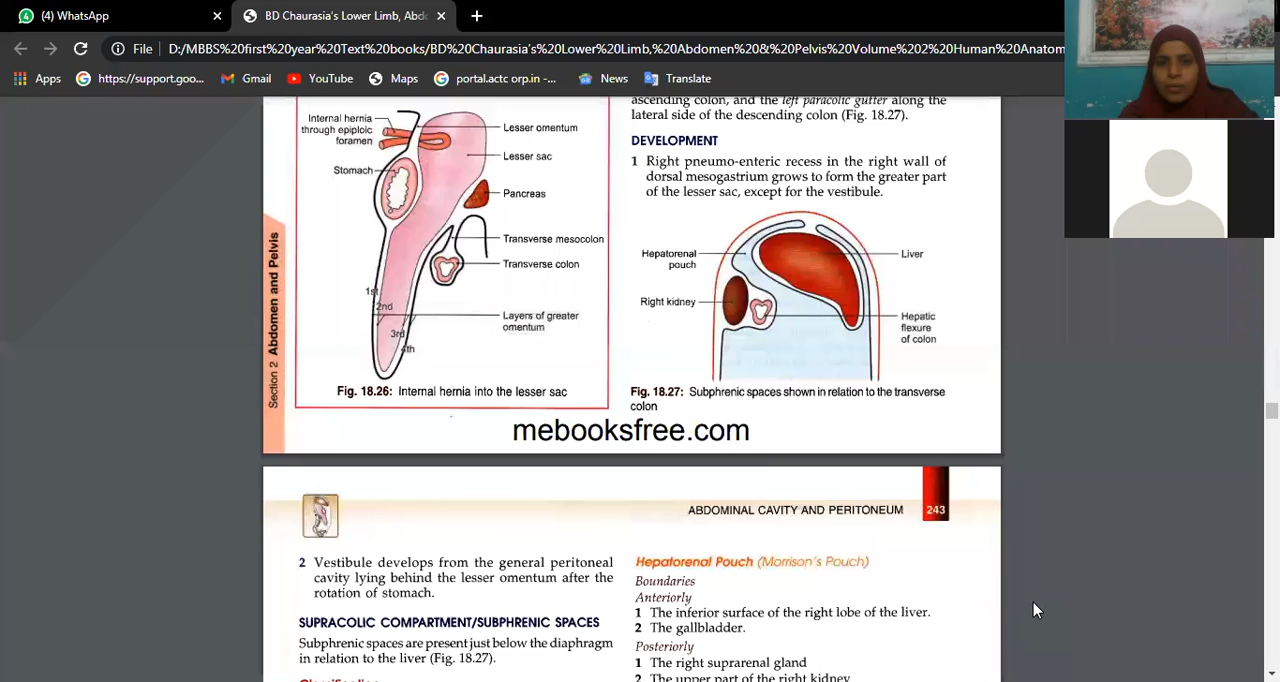 (4) WhatsApp
BD Chaurasia's Lower Limb, Abdo
File
D:/MBBS%20first%20year%20Text%20books/BD%20Chaurasia's%20Lower%20Limb,%20Abdomen%20&%20Pelvis%20Volume%202%20Human%20Anatom
Apps
https://support.goo...
Gmail
YouTube
Maps
portal.actc orp.in -...
News
Translate
Internal hernia
through epiploic
foramen
Stomach
Lesser omentum
Lesser sac
Pancreas
Transverse mesocolon
Transverse colon
1st
2nd
3rd
4th
Layers of greater
omentum
Fig. 18.26: Internal hernia into the lesser sac
Section 2 Abdomen and Pelvis
ascending colon, and the left paracolic gutter along the
lateral side of the descending colon (Fig. 18.27).
DEVELOPMENT
1 Right pneumo-enteric recess in the right wall of
dorsal mesogastrium grows to form the greater part
of the lesser sac, except for the vestibule.
Hepatorenal
pouch
Right kidney
Liver
Hepatic
flexure
of colon
Fig. 18.27: Subphrenic spaces shown in relation to the transverse
colon
mebooksfree.com
ABDOMINAL CAVITY AND PERITONEUM
243
2 Vestibule develops from the general peritoneal
cavity lying behind the lesser omentum after the
rotation of stomach.
SUPRACOLIC COMPARTMENT/SUBPHRENIC SPACES
Subphrenic spaces are present just below the diaphragm
in relation to the liver (Fig. 18.27).
Classification
Hepatorenal Pouch (Morrison's Pouch)
Boundaries
Anteriorly
1 The inferior surface of the right lobe of the liver.
2 The gallbladder.
Posteriorly
1 The right suprarenal gland
2 The upper part of the right kidney